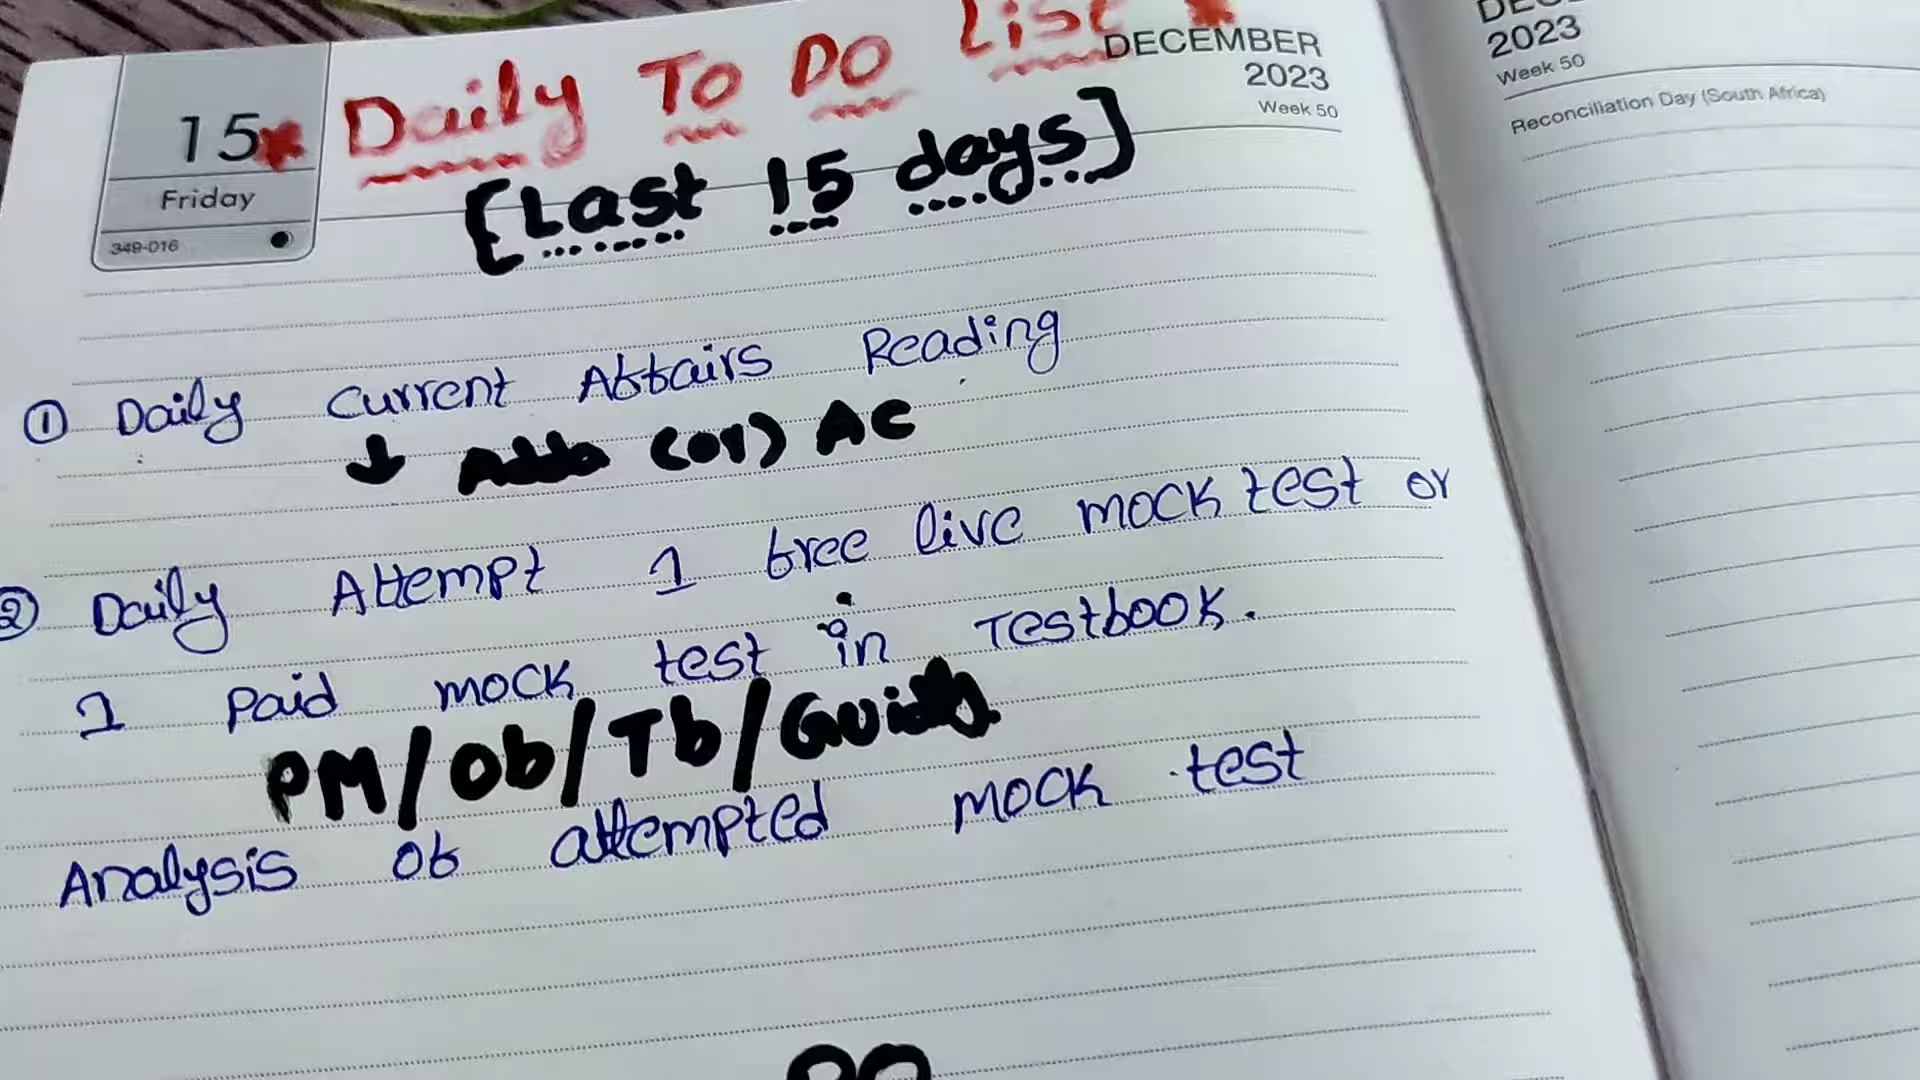 * Daily To Do List *
15
Friday
349-016
DECEMBER
2023
Week 50
[Last 15 days]
① Daily Current Affairs Reading
↓ Adda (or) AC
② Daily Attempt 1 free live mock test or
1 Paid mock test in Testbook.
PM/Ob/Tb/
Analysis of attempted mock test
2023
Week 50
Reconciliation Day (South Africa)